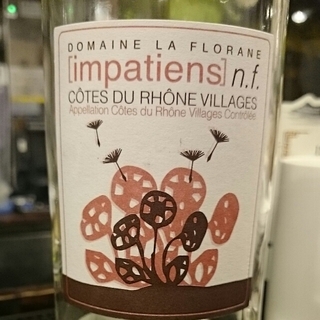 DOMAINE LA FLORANE
[impatiens] n.f.
CÔTES DU RHÔNE VILLAGES
Appellation Côtes du Rhône Villages Contrôlée